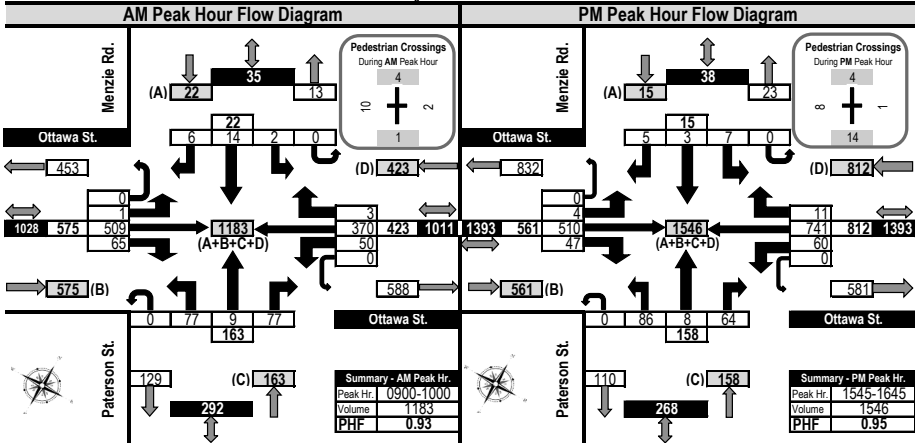 AM Peak Hour Flow Diagram
Menzie Rd.
35
(A) 22
13
Pedestrian Crossings
During AM Peak Hour
4
10
2
1
22
6 14 2 0
Ottawa St.
453
(D) 423
0
1
509
65
1028 575
1183
(A+B+C+D)
3
370
50
0
423 1011
575 (B)
588
0 77 9 77
163
Ottawa St.
Paterson St.
129
(C) 163
292
Summary - AM Peak Hr.
Peak Hr. 0900-1000
Volume 1183
PHF 0.93
PM Peak Hour Flow Diagram
Menzie Rd.
38
(A) 15
23
Pedestrian Crossings
During PM Peak Hour
4
8
1
14
15
5 3 7 0
Ottawa St.
832
(D) 812
0
4
510
47
1393 561
1546
(A+B+C+D)
11
741
60
0
812 1393
561 (B)
581
0 86 8 64
158
Ottawa St.
Paterson St.
110
(C) 158
268
Summary - PM Peak Hr.
Peak Hr. 1545-1645
Volume 1546
PHF 0.95